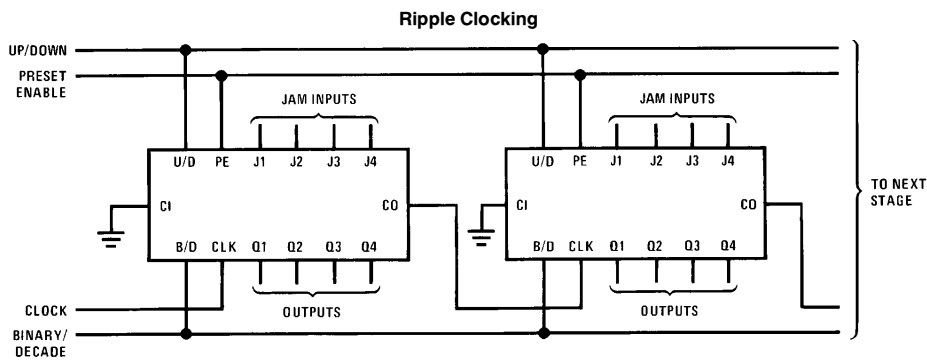 Ripple Clocking
UP/DOWN
PRESET
ENABLE
JAM INPUTS
JAM INPUTS
U/D PE J1 J2 J3 J4
U/D PE J1 J2 J3 J4
CI CO
CI CO
TO NEXT
STAGE
B/D CLK Q1 Q2 Q3 Q4
B/D CLK Q1 Q2 Q3 Q4
OUTPUTS
OUTPUTS
CLOCK
BINARY/
DECADE